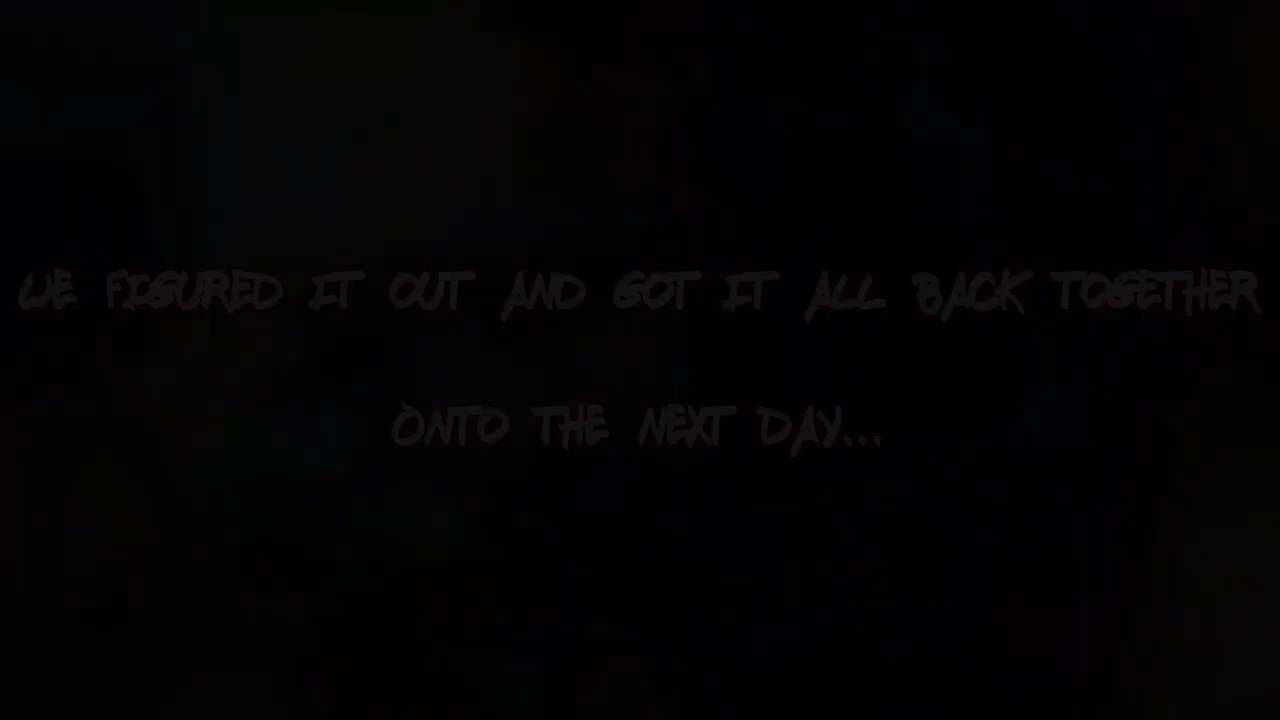 WE FIGURED IT OUT AND GOT IT ALL BACK TOGETHER
ONTO THE NEXT DAY...